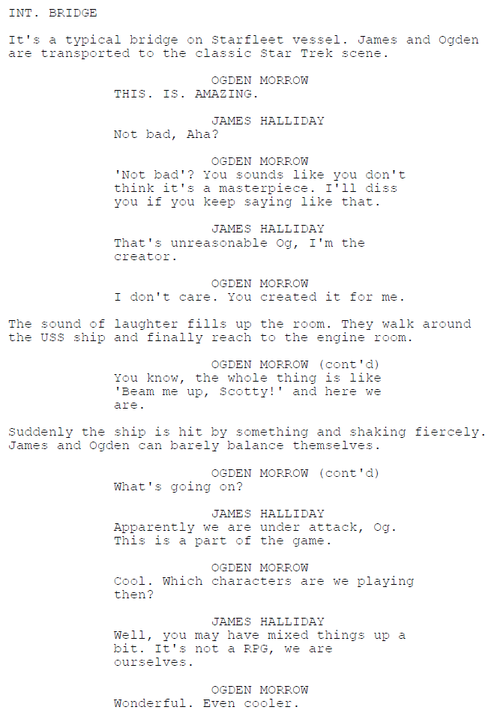 INT. BRIDGE
It's a typical bridge on Starfleet vessel. James and Ogden
are transported to the classic Star Trek scene.
OGDEN MORROW
THIS. IS. AMAZING.
JAMES HALLIDAY
Not bad, Aha?
OGDEN MORROW
'Not bad'? You sounds like you don't
think it's a masterpiece. I'll diss
you if you keep saying like that.
JAMES HALLIDAY
That's unreasonable Og, I'm the
creator.
OGDEN MORROW
I don't care. You created it for me.
The sound of laughter fills up the room. They walk around
the USS ship and finally reach to the engine room.
OGDEN MORROW (cont'd)
You know, the whole thing is like
'Beam me up, Scotty!' and here we
are.
Suddenly the ship is hit by something and shaking fiercely.
James and Ogden can barely balance themselves.
OGDEN MORROW (cont'd)
What's going on?
JAMES HALLIDAY
Apparently we are under attack, Og.
This is a part of the game.
OGDEN MORROW
Cool. Which characters are we playing
then?
JAMES HALLIDAY
Well, you may have mixed things up a
bit. It's not a RPG, we are
ourselves.
OGDEN MORROW
Wonderful. Even cooler.